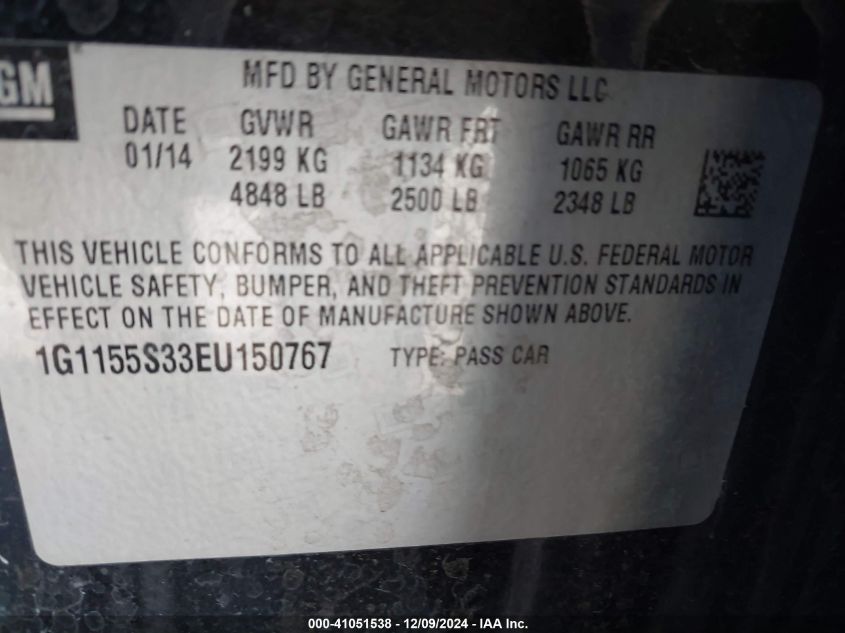 GM
MFD BY GENERAL MOTORS LLC
DATE GVWR GAWR FRT GAWR RR
01/14 2199 KG 1134 KG 1065 KG
4848 LB 2500 LB 2348 LB
THIS VEHICLE CONFORMS TO ALL APPLICABLE U.S. FEDERAL MOTOR
VEHICLE SAFETY, BUMPER, AND THEFT PREVENTION STANDARDS IN
EFFECT ON THE DATE OF MANUFACTURE SHOWN ABOVE.
1G1155S33EU150767 TYPE: PASS CAR
000-41051538 - 12/09/2024 - IAA Inc.